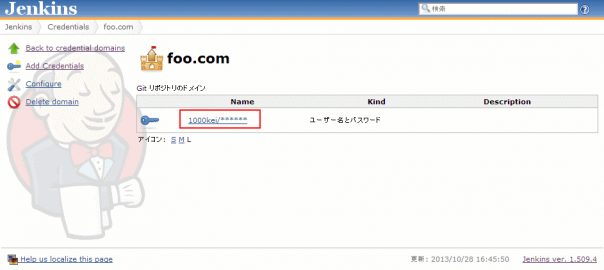 Jenkins
検索
Jenkins Credentials foo.com
Back to credential domains
Add Credentials
Configure
Delete domain
foo.com
Git リポジトリのドメイン
Name Kind Description
1000kei/****** ユーザー名とパスワード
アイコン: S M L
Help us localize this page
更新: 2013/10/28 16:45:50 Jenkins ver. 1.509.4